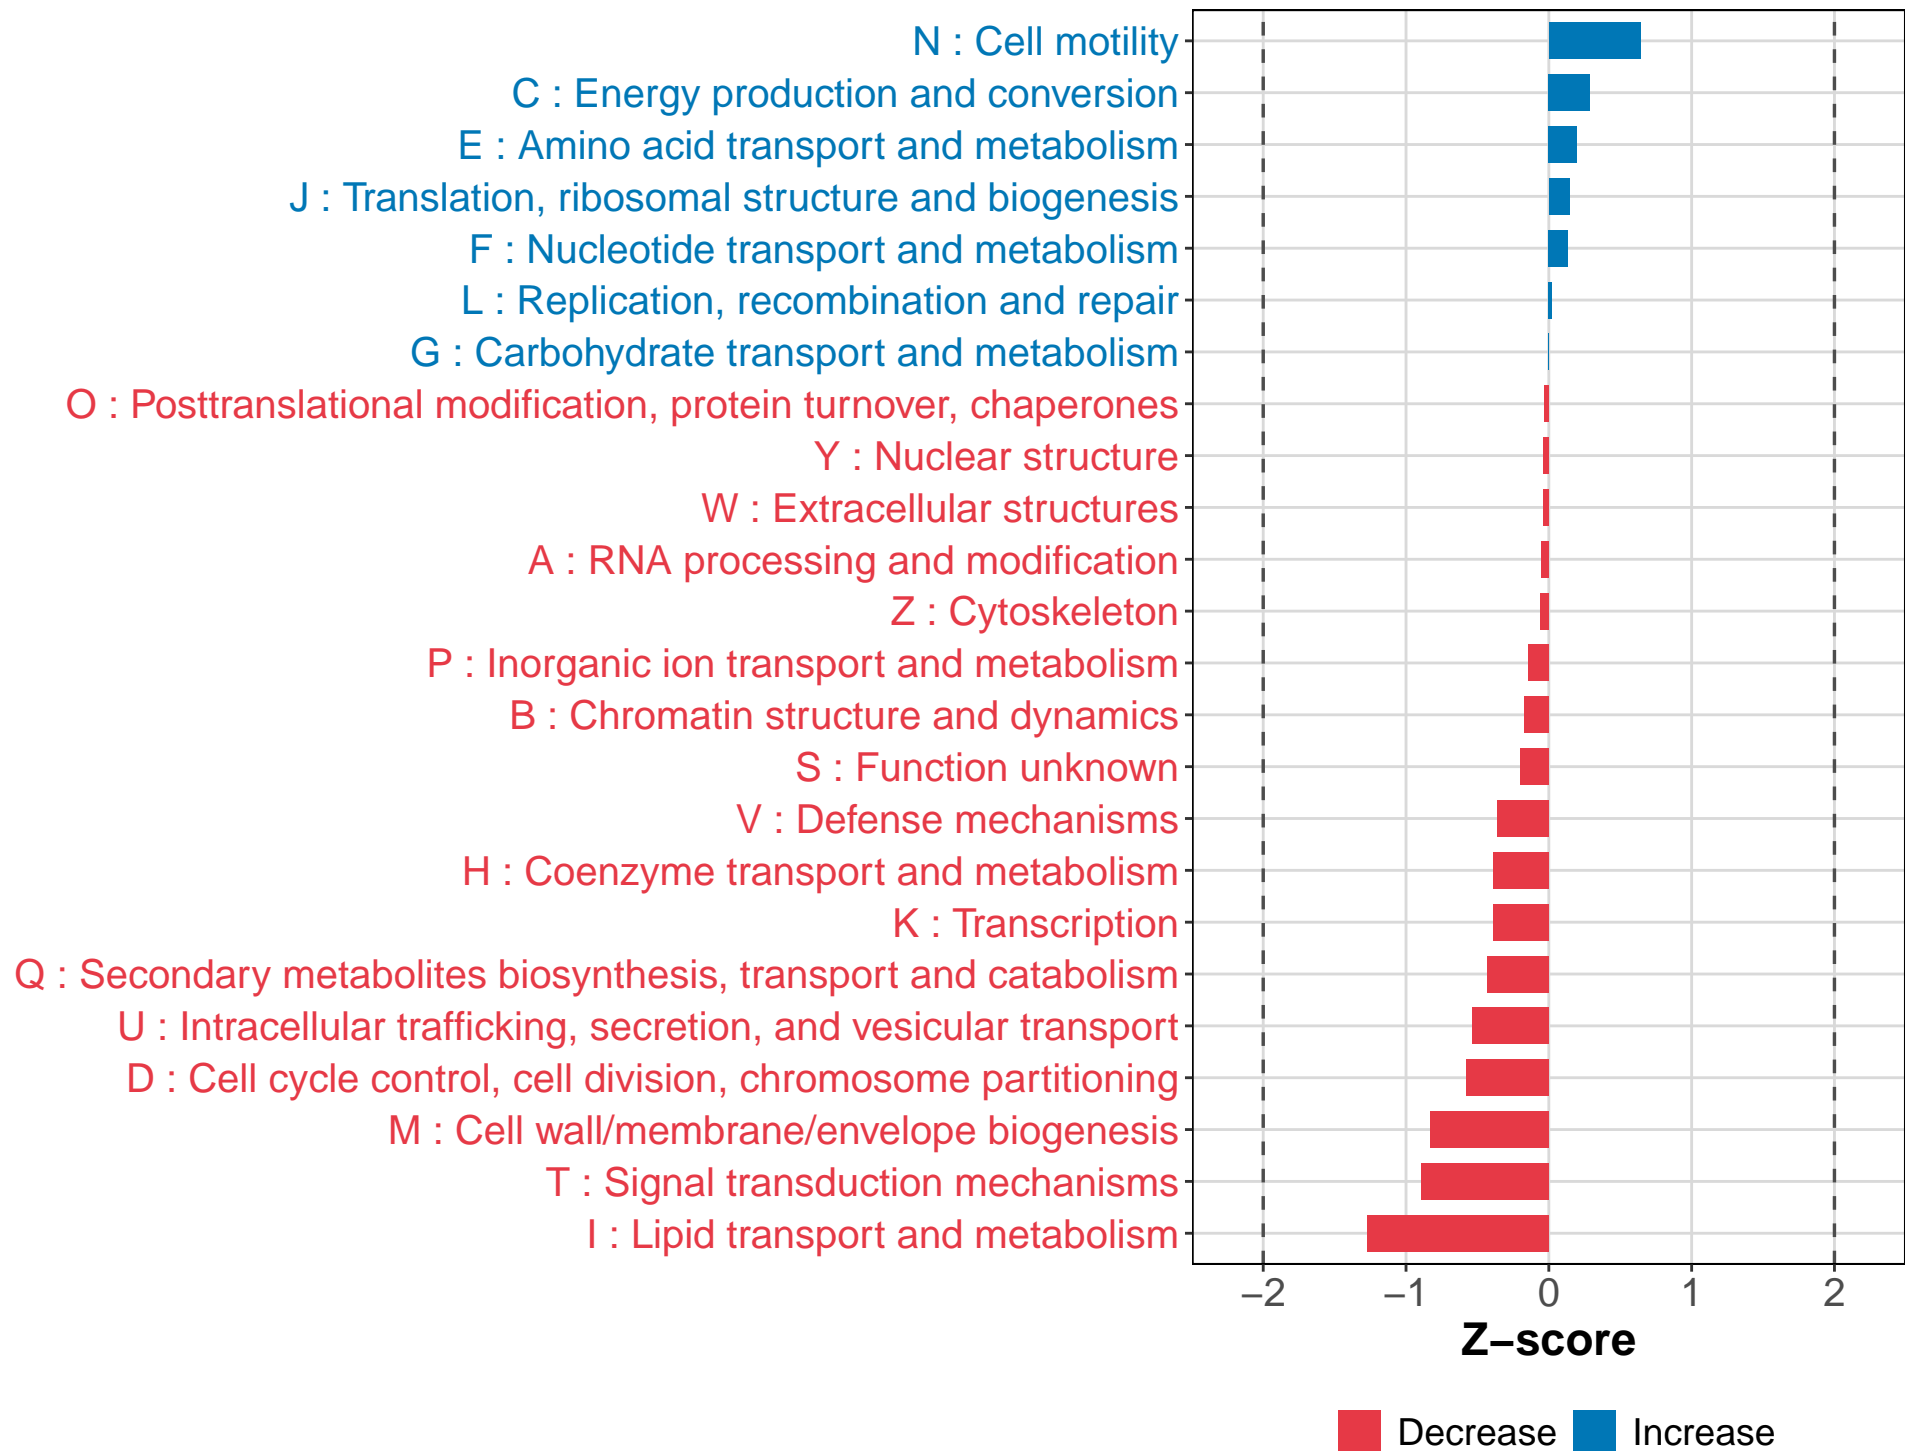 N : Cell motility
C : Energy production and conversion
E : Amino acid transport and metabolism
J : Translation, ribosomal structure and biogenesis
F : Nucleotide transport and metabolism
L : Replication, recombination and repair
G : Carbohydrate transport and metabolism
O : Posttranslational modification, protein turnover, chaperones
Y : Nuclear structure
W : Extracellular structures
A : RNA processing and modification
Z : Cytoskeleton
P : Inorganic ion transport and metabolism
B : Chromatin structure and dynamics
S : Function unknown
V : Defense mechanisms
H : Coenzyme transport and metabolism
K : Transcription
Q : Secondary metabolites biosynthesis, transport and catabolism
U : Intracellular trafficking, secretion, and vesicular transport
D : Cell cycle control, cell division, chromosome partitioning
M : Cell wall/membrane/envelope biogenesis
T : Signal transduction mechanisms
I : Lipid transport and metabolism
−2 −1 0 1 2
Z−score
Decrease Increase